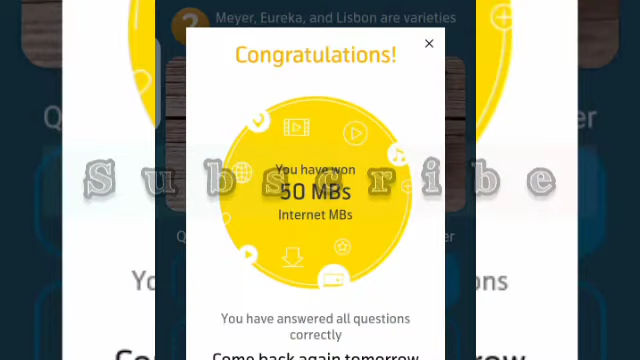 ?
Meyer, Eureka, and Lisbon are varieties
Congratulations!
You have won
50 MBs
Internet MBs
Subscribe
You have answered all questions
correctly
Come back again tomorrow